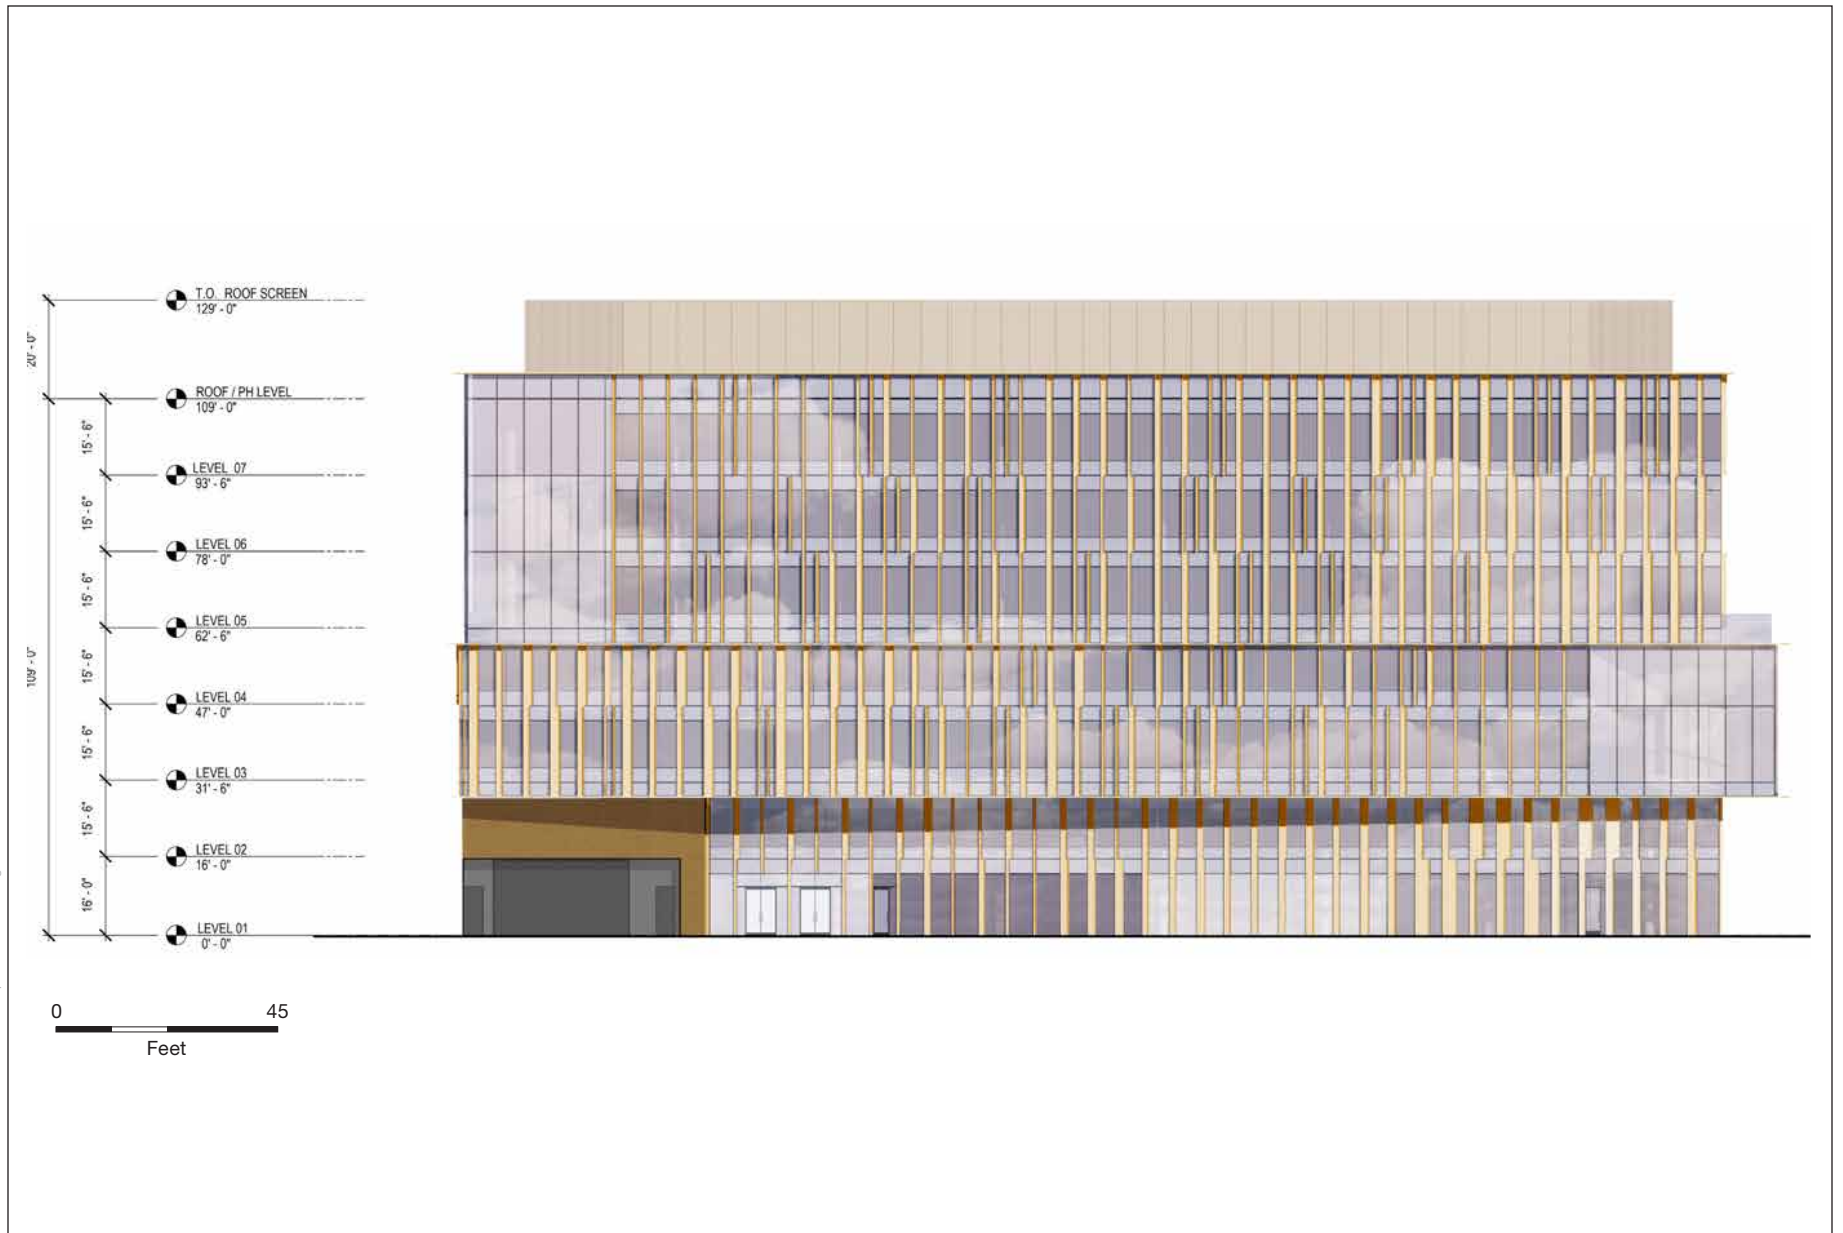 T.O. ROOF SCREEN
129' - 0"
20' - 0"
ROOF / PH LEVEL
109' - 0"
15' - 6"
LEVEL 07
93' - 6"
15' - 6"
LEVEL 06
78' - 0"
15' - 6"
LEVEL 05
62' - 6"
109' - 0"
15' - 6"
LEVEL 04
47' - 0"
15' - 6"
LEVEL 03
31' - 6"
15' - 6"
LEVEL 02
16' - 0"
16' - 0"
LEVEL 01
0' - 0"
0 45
Feet